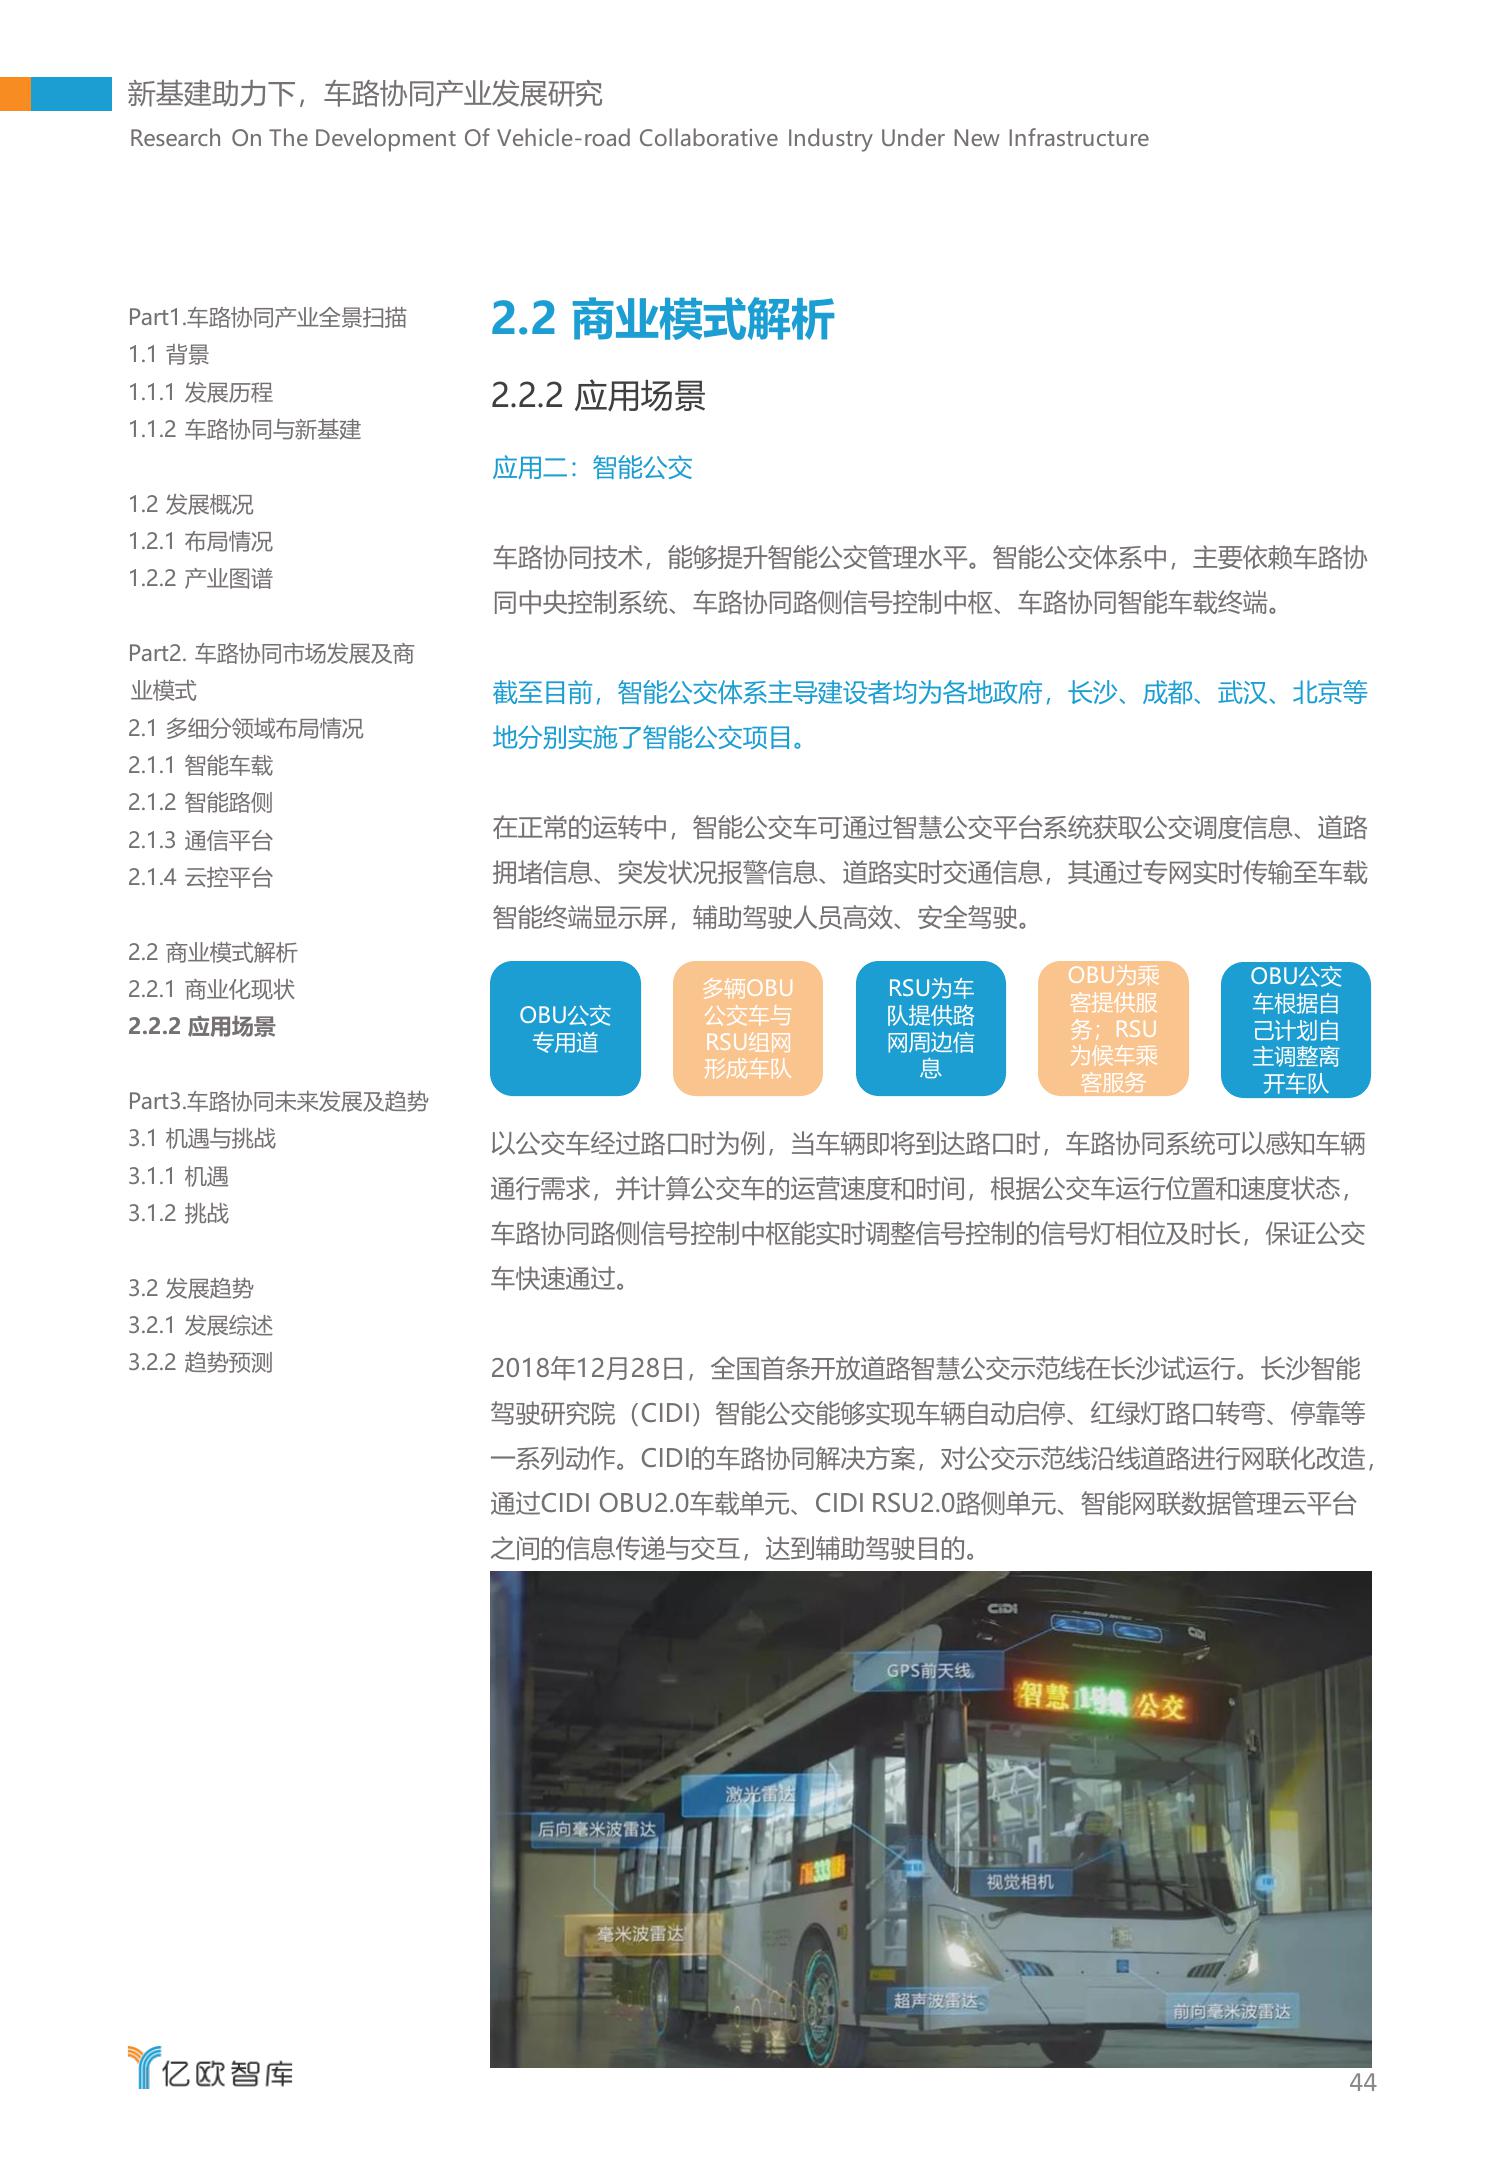 新基建助力下，车路协同产业发展研究
Research On The Development Of Vehicle-road Collaborative Industry Under New Infrastructure
Part1.车路协同产业全景扫描
1.1 背景
1.1.1 发展历程
1.1.2 车路协同与新基建
1.2 发展概况
1.2.1 布局情况
1.2.2 产业图谱
Part2. 车路协同市场发展及商
业模式
2.1 多细分领域布局情况
2.1.1 智能车载
2.1.2 智能路侧
2.1.3 通信平台
2.1.4 云控平台
2.2 商业模式解析
2.2.1 商业化现状
2.2.2 应用场景
Part3.车路协同未来发展及趋势
3.1 机遇与挑战
3.1.1 机遇
3.1.2 挑战
3.2 发展趋势
3.2.1 发展综述
3.2.2 趋势预测
2.2 商业模式解析
2.2.2 应用场景
应用二：智能公交
车路协同技术，能够提升智能公交管理水平。智能公交体系中，主要依赖车路协
同中央控制系统、车路协同路侧信号控制中枢、车路协同智能车载终端。
截至目前，智能公交体系主导建设者均为各地政府，长沙、成都、武汉、北京等
地分别实施了智能公交项目。
在正常的运转中，智能公交车可通过智慧公交平台系统获取公交调度信息、道路
拥堵信息、突发状况报警信息、道路实时交通信息，其通过专网实时传输至车载
智能终端显示屏，辅助驾驶人员高效、安全驾驶。
OBU公交
专用道
多辆OBU
公交车与
RSU组网
形成车队
RSU为车
队提供路
网周边信
息
OBU为乘
客提供服
务；RSU
为候车乘
客服务
OBU公交
车根据自
己计划自
主调整离
开车队
以公交车经过路口时为例，当车辆即将到达路口时，车路协同系统可以感知车辆
通行需求，并计算公交车的运营速度和时间，根据公交车运行位置和速度状态，
车路协同路侧信号控制中枢能实时调整信号控制的信号灯相位及时长，保证公交
车快速通过。
2018年12月28日，全国首条开放道路智慧公交示范线在长沙试运行。长沙智能
驾驶研究院（CIDI）智能公交能够实现车辆自动启停、红绿灯路口转弯、停靠等
一系列动作。CIDI的车路协同解决方案，对公交示范线沿线道路进行网联化改造，
通过CIDI OBU2.0车载单元、CIDI RSU2.0路侧单元、智能网联数据管理云平台
之间的信息传递与交互，达到辅助驾驶目的。
CiDi
CiDi
GPS前天线
智慧1号线公交
激光雷达
后向毫米波雷达
视觉相机
毫米波雷达
超声波雷达
前向毫米波雷达
亿欧智库
44